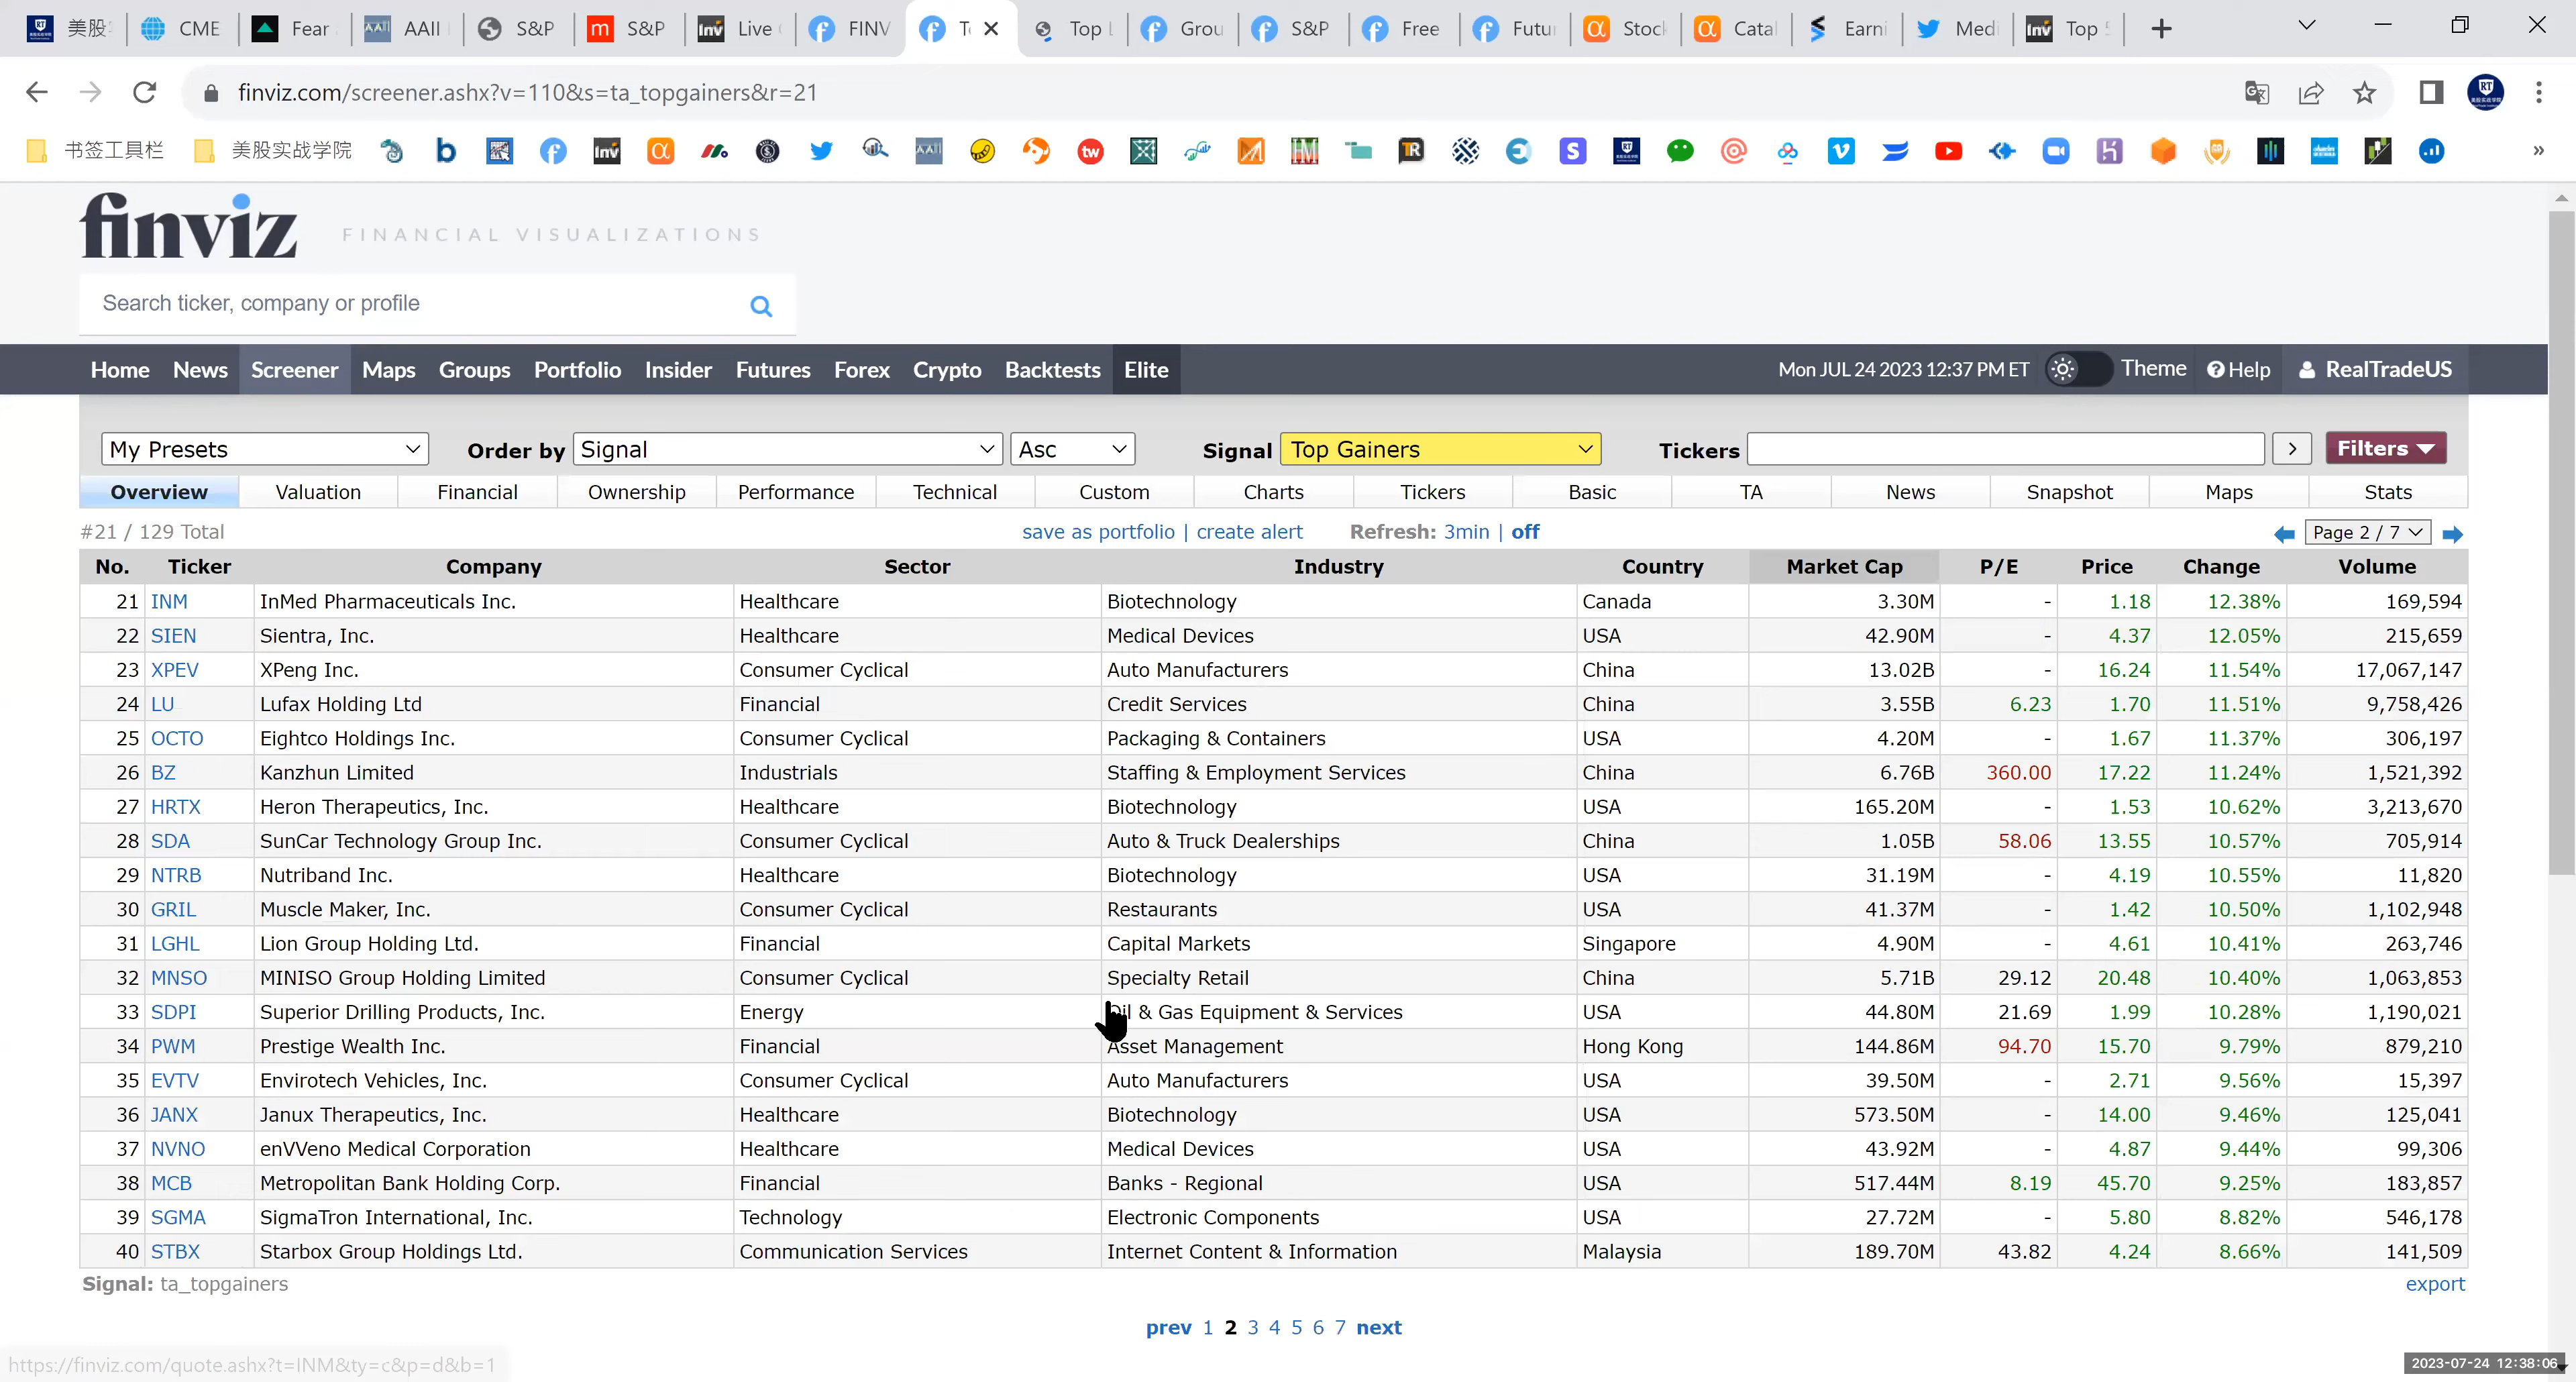 美股 CME Fear AAII S&P S&P Live FINV Top L Grou S&P Free Futu Stock Catal Earni Medi Top
finviz.com/screener.ashx?v=110&s=ta_topgainers&r=21
书签工具栏 美股实战学院
finviz FINANCIAL VISUALIZATIONS
Search ticker, company or profile
Home News Screener Maps Groups Portfolio Insider Futures Forex Crypto Backtests Elite Mon JUL 24 2023 12:37 PM ET Theme Help RealTradeUS
My Presets Order by Signal Asc Signal Top Gainers Tickers > Filters
Overview Valuation Financial Ownership Performance Technical Custom Charts Tickers Basic TA News Snapshot Maps Stats
#21 / 129 Total save as portfolio | create alert Refresh: 3min | off Page 2 / 7
No. Ticker Company Sector Industry Country Market Cap P/E Price Change Volume
21 INM InMed Pharmaceuticals Inc. Healthcare Biotechnology Canada 3.30M - 1.18 12.38% 169,594
22 SIEN Sientra, Inc. Healthcare Medical Devices USA 42.90M - 4.37 12.05% 215,659
23 XPEV XPeng Inc. Consumer Cyclical Auto Manufacturers China 13.02B - 16.24 11.54% 17,067,147
24 LU Lufax Holding Ltd Financial Credit Services China 3.55B 6.23 1.70 11.51% 9,758,426
25 OCTO Eightco Holdings Inc. Consumer Cyclical Packaging & Containers USA 4.20M - 1.67 11.37% 306,197
26 BZ Kanzhun Limited Industrials Staffing & Employment Services China 6.76B 360.00 17.22 11.24% 1,521,392
27 HRTX Heron Therapeutics, Inc. Healthcare Biotechnology USA 165.20M - 1.53 10.62% 3,213,670
28 SDA SunCar Technology Group Inc. Consumer Cyclical Auto & Truck Dealerships China 1.05B 58.06 13.55 10.57% 705,914
29 NTRB Nutriband Inc. Healthcare Biotechnology USA 31.19M - 4.19 10.55% 11,820
30 GRIL Muscle Maker, Inc. Consumer Cyclical Restaurants USA 41.37M - 1.42 10.50% 1,102,948
31 LGHL Lion Group Holding Ltd. Financial Capital Markets Singapore 4.90M - 4.61 10.41% 263,746
32 MNSO MINISO Group Holding Limited Consumer Cyclical Specialty Retail China 5.71B 29.12 20.48 10.40% 1,063,853
33 SDPI Superior Drilling Products, Inc. Energy Oil & Gas Equipment & Services USA 44.80M 21.69 1.99 10.28% 1,190,021
34 PWM Prestige Wealth Inc. Financial Asset Management Hong Kong 144.86M 94.70 15.70 9.79% 879,210
35 EVTV Envirotech Vehicles, Inc. Consumer Cyclical Auto Manufacturers USA 39.50M - 2.71 9.56% 15,397
36 JANX Janux Therapeutics, Inc. Healthcare Biotechnology USA 573.50M - 14.00 9.46% 125,041
37 NVNO enVVeno Medical Corporation Healthcare Medical Devices USA 43.92M - 4.87 9.44% 99,306
38 MCB Metropolitan Bank Holding Corp. Financial Banks - Regional USA 517.44M 8.19 45.70 9.25% 183,857
39 SGMA SigmaTron International, Inc. Technology Electronic Components USA 27.72M - 5.80 8.82% 546,178
40 STBX Starbox Group Holdings Ltd. Communication Services Internet Content & Information Malaysia 189.70M 43.82 4.24 8.66% 141,509
Signal: ta_topgainers export
prev 1 2 3 4 5 6 7 next
https://finviz.com/quote.ashx?t=INM&ty=c&p=d&b=1
2023-07-24 12:38:06